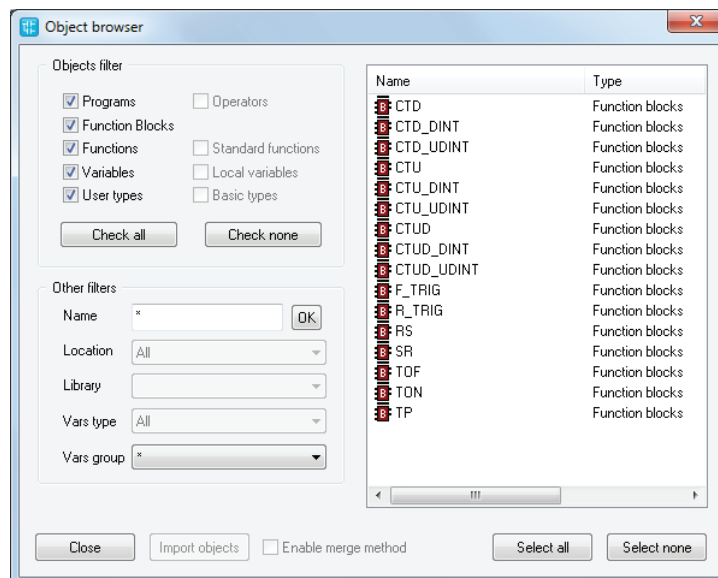 Object browser
Objects filter
Programs Operators
Function Blocks
Functions Standard functions
Variables Local variables
User types Basic types
Check all Check none
Other filters
Name * OK
Location All
Library
Vars type All
Vars group *
Name Type
CTD Function blocks
CTD_DINT Function blocks
CTD_UDINT Function blocks
CTU Function blocks
CTU_DINT Function blocks
CTU_UDINT Function blocks
CTUD Function blocks
CTUD_DINT Function blocks
CTUD_UDINT Function blocks
F_TRIG Function blocks
R_TRIG Function blocks
RS Function blocks
SR Function blocks
TOF Function blocks
TON Function blocks
TP Function blocks
Close Import objects Enable merge method Select all Select none